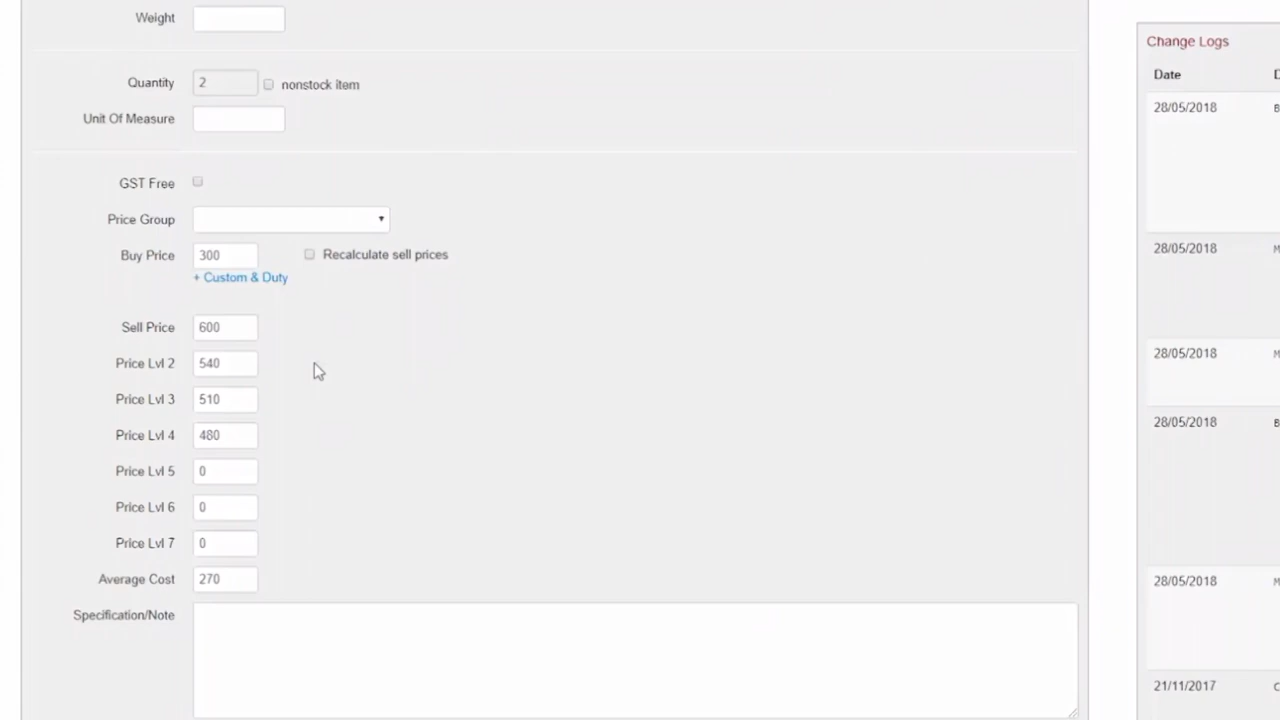 Weight
Quantity 2 nonstock item
Unit Of Measure
GST Free
Price Group
Buy Price 300 Recalculate sell prices
+ Custom & Duty
Sell Price 600
Price Lvl 2 540
Price Lvl 3 510
Price Lvl 4 480
Price Lvl 5 0
Price Lvl 6 0
Price Lvl 7 0
Average Cost 270
Specification/Note
Change Logs
Date
28/05/2018
28/05/2018
28/05/2018
28/05/2018
28/05/2018
21/11/2017